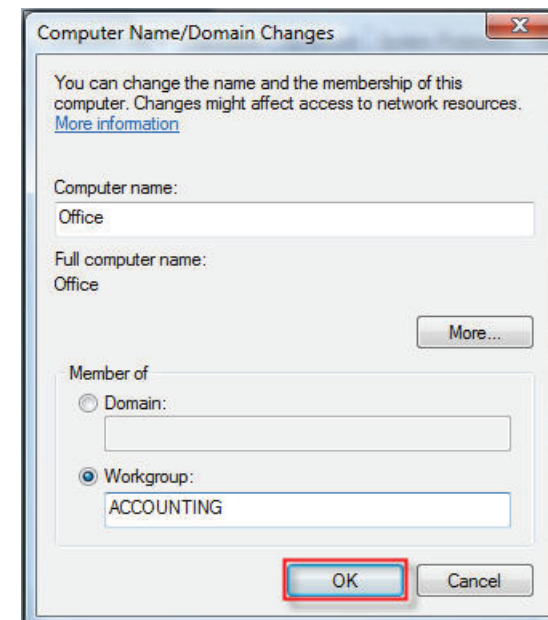 Computer Name/Domain Changes
You can change the name and the membership of this
computer. Changes might affect access to network resources.
More information
Computer name:
Office
Full computer name:
Office
More...
Member of
Domain:
Workgroup:
ACCOUNTING
OK Cancel